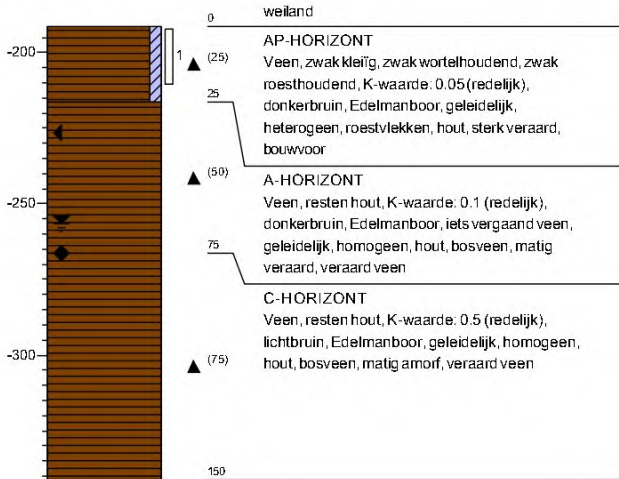 0
weiland
-200
1
(25)
AP-HORIZONT
Veen, zwak kleiïg, zwak wortelhoudend, zwak
roesthoudend, K-waarde: 0.05 (redelijk),
25
donkerbruin, Edelmanboor, geleidelijk,
heterogeen, roestvlekken, hout, sterk veraard,
bouwvoor
-250
(50)
A-HORIZONT
Veen, resten hout, K-waarde: 0.1 (redelijk),
donkerbruin, Edelmanboor, iets vergaand veen,
75
geleidelijk, homogeen, hout, bosveen, matig
veraard, veraard veen
C-HORIZONT
Veen, resten hout, K-waarde: 0.5 (redelijk),
lichtbruin, Edelmanboor, geleidelijk, homogeen,
-300
(75)
hout, bosveen, matig amorf, veraard veen
150